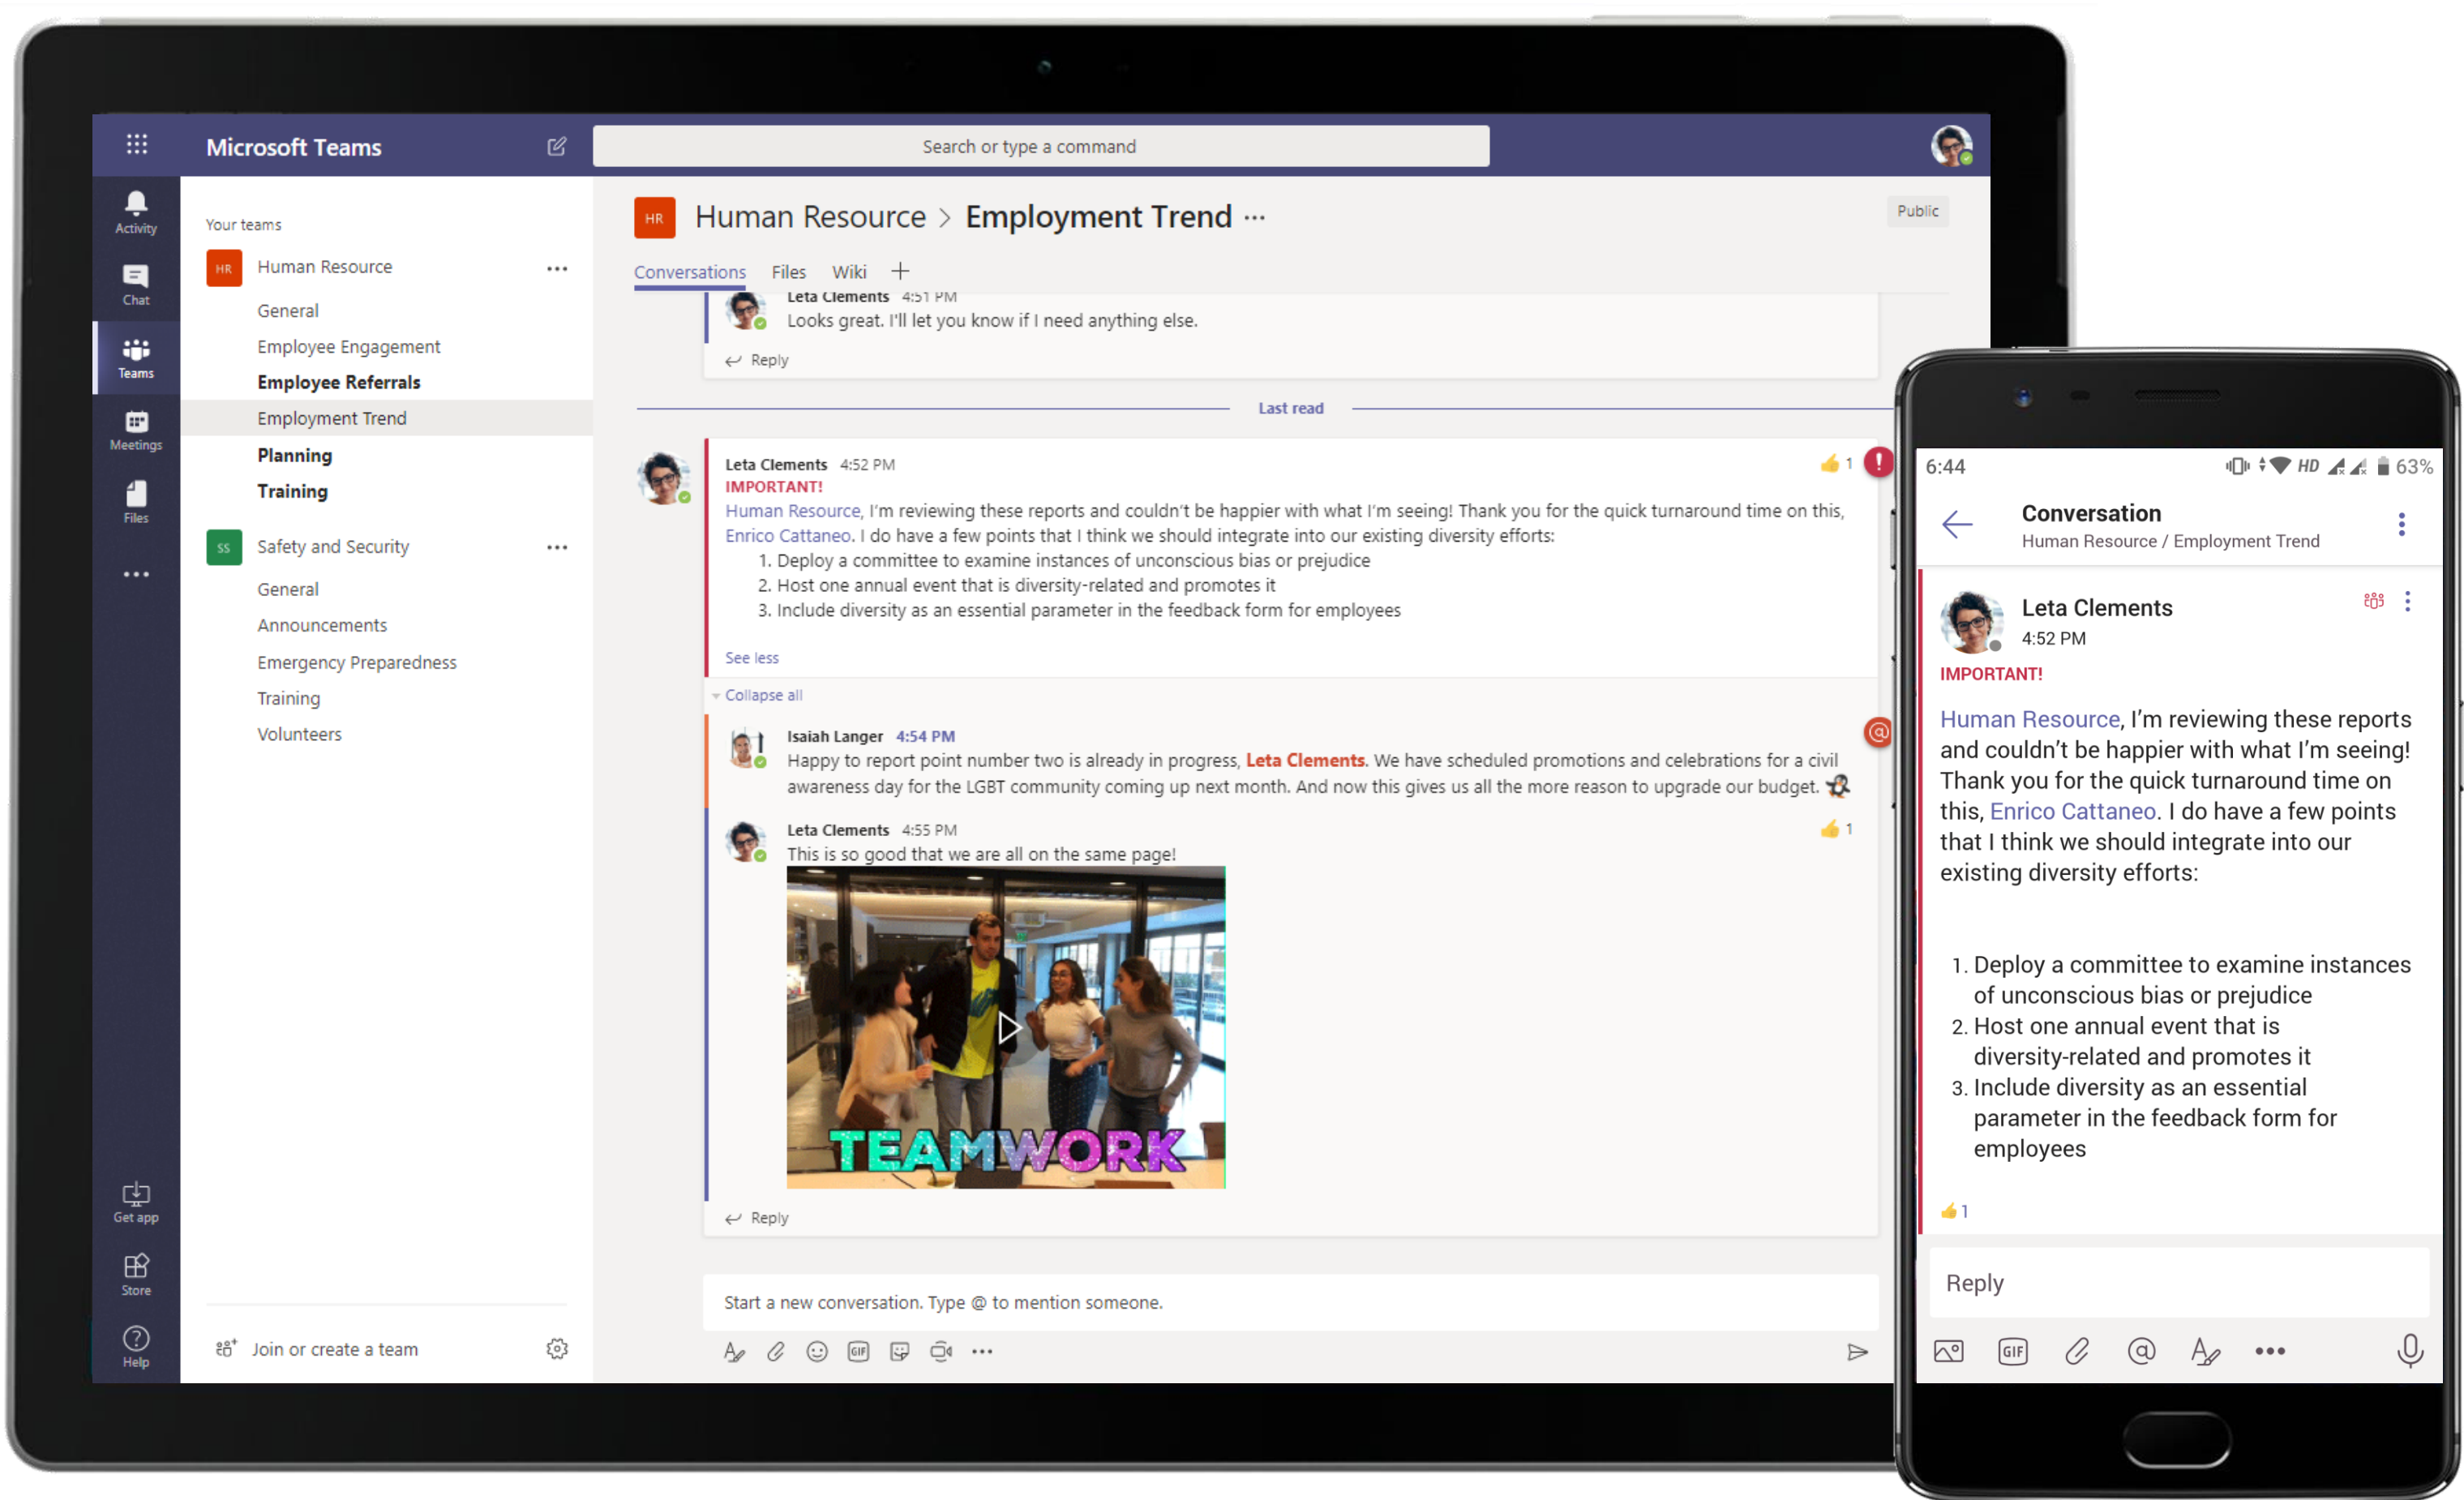 Microsoft Teams
Search or type a command
Activity
Chat
Teams
Meetings
Files
Get app
Store
Help
Your teams
HR Human Resource
General
Employee Engagement
Employee Referrals
Employment Trend
Planning
Training
SS Safety and Security
General
Announcements
Emergency Preparedness
Training
Volunteers
Join or create a team
HR Human Resource > Employment Trend ...
Public
Conversations Files Wiki +
Leta Clements 4:51 PM
Looks great. I'll let you know if I need anything else.
Reply
Last read
Leta Clements 4:52 PM
1 !
IMPORTANT!
Human Resource, I'm reviewing these reports and couldn't be happier with what I'm seeing! Thank you for the quick turnaround time on this,
Enrico Cattaneo. I do have a few points that I think we should integrate into our existing diversity efforts:
1. Deploy a committee to examine instances of unconscious bias or prejudice
2. Host one annual event that is diversity-related and promotes it
3. Include diversity as an essential parameter in the feedback form for employees
See less
Collapse all
Isaiah Langer 4:54 PM
@
Happy to report point number two is already in progress, Leta Clements. We have scheduled promotions and celebrations for a civil
awareness day for the LGBT community coming up next month. And now this gives us all the more reason to upgrade our budget.
Leta Clements 4:55 PM
1
This is so good that we are all on the same page!
TEAMWORK
Reply
Start a new conversation. Type @ to mention someone.
GIF
6:44 HD 63%
Conversation
Human Resource / Employment Trend
Leta Clements
4:52 PM
IMPORTANT!
Human Resource, I'm reviewing these reports
and couldn't be happier with what I'm seeing!
Thank you for the quick turnaround time on
this, Enrico Cattaneo. I do have a few points
that I think we should integrate into our
existing diversity efforts:
1. Deploy a committee to examine instances
of unconscious bias or prejudice
2. Host one annual event that is
diversity-related and promotes it
3. Include diversity as an essential
parameter in the feedback form for
employees
1
Reply
GIF @